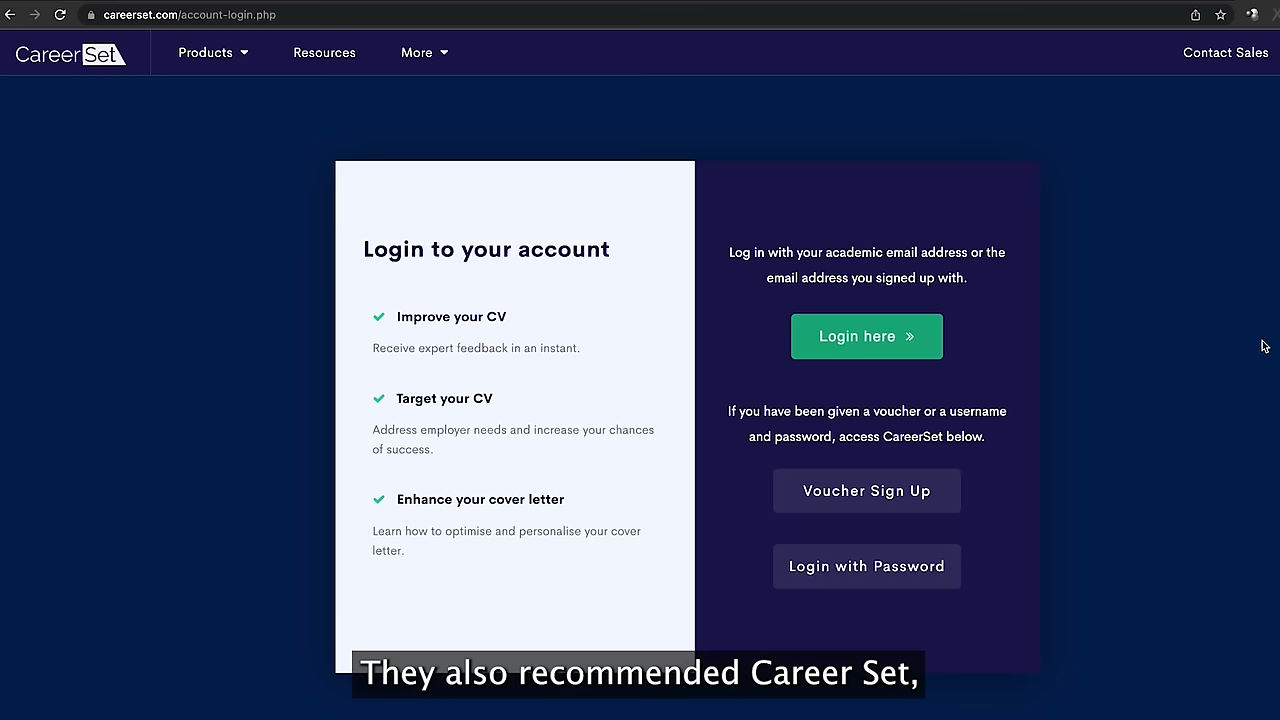 careerset.com/account-login.php
CareerSet
Products
Resources
More
Contact Sales
Login to your account
Improve your CV
Receive expert feedback in an instant.
Target your CV
Address employer needs and increase your chances
of success.
Enhance your cover letter
Learn how to optimise and personalise your cover
letter.
Log in with your academic email address or the
email address you signed up with.
Login here »
If you have been given a voucher or a username
and password, access CareerSet below.
Voucher Sign Up
Login with Password
They also recommended Career Set,